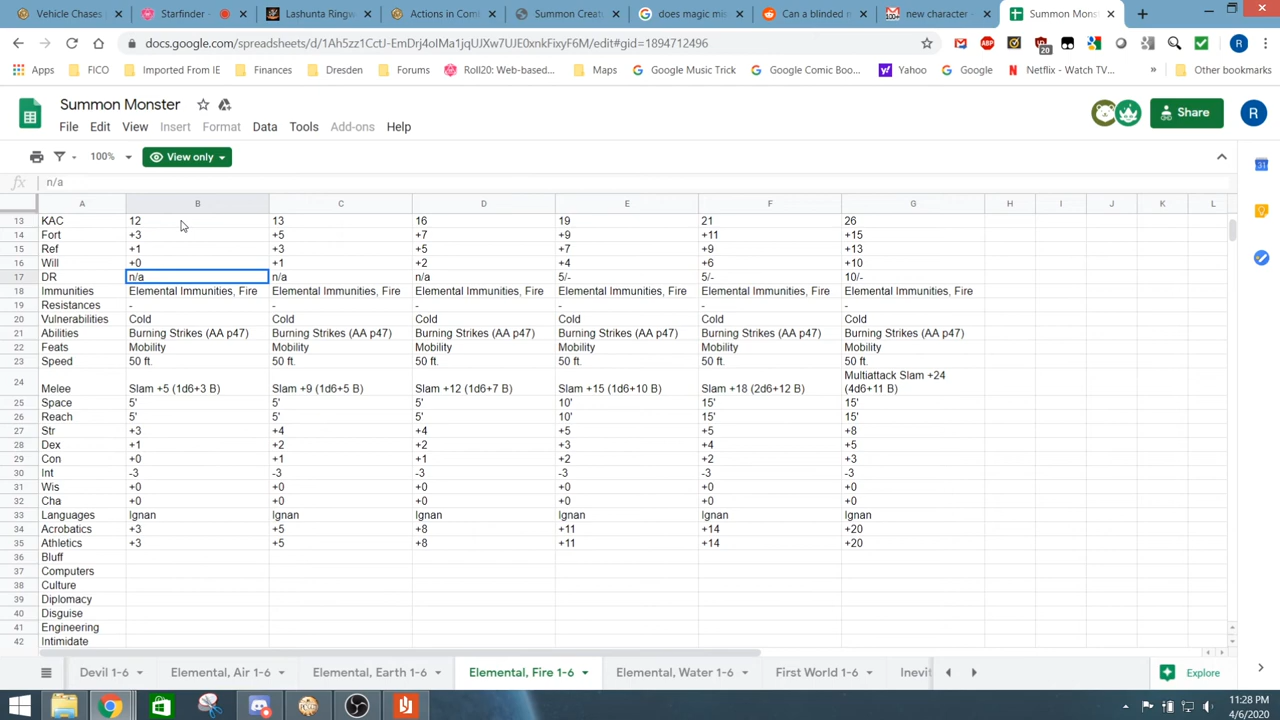 Vehicle Chases
Starfinder -
Lashunta Ringw
Actions in Coml
Summon Creat
does magic mis
Can a blinded m
100+
new character -
Summon Monst
docs.google.com/spreadsheets/d/1AH5zz1CctJ-EmDrj4olMa1jqUJXw7UJE0xtkcFixyF6M/edit#gid=1894712496
ABP
20
R
Apps
FICO
Imported From IE
Finances
Dresden
Forums
Roll20: Web-based...
Maps
Google Music Trick
Google Comic Boo...
Yahoo
Google
Netflix - Watch TV...
»
Other bookmarks
Summon Monster
Share
R
File Edit View Insert Format Data Tools Add-ons Help
100%
View only
fx n/a
A B C D E F G H I J K L
13 KAC 12 13 16 19 21 26
14 Fort +3 +5 +7 +9 +11 +15
15 Ref +1 +3 +5 +7 +9 +13
16 Will +0 +1 +2 +4 +6 +10
17 DR n/a n/a n/a 5/- 5/- 10/-
18 Immunities Elemental Immunities, Fire Elemental Immunities, Fire Elemental Immunities, Fire Elemental Immunities, Fire Elemental Immunities, Fire Elemental Immunities, Fire
19 Resistances - - - - - -
20 Vulnerabilities Cold Cold Cold Cold Cold Cold
21 Abilities Burning Strikes (AA p47) Burning Strikes (AA p47) Burning Strikes (AA p47) Burning Strikes (AA p47) Burning Strikes (AA p47) Burning Strikes (AA p47)
22 Feats Mobility Mobility Mobility Mobility Mobility Mobility
23 Speed 50 ft. 50 ft. 50 ft. 50 ft. 50 ft. 50 ft
Multiattack Slam +24
24 Melee Slam +5 (1d6+3 B) Slam +9 (1d6+5 B) Slam +12 (1d6+7 B) Slam +15 (1d6+10 B) Slam +18 (2d6+12 B) (4d6+11 B)
25 Space 5' 5' 5' 10' 15' 15'
26 Reach 5' 5' 5' 10' 15' 15'
27 Str +3 +4 +4 +5 +5 +8
28 Dex +1 +2 +2 +3 +4 +5
29 Con +0 +1 +1 +2 +2 +3
30 Int -3 -3 -3 -3 -3 -3
31 Wis +0 +0 +0 +0 +0 +0
32 Cha +0 +0 +0 +0 +0 +0
33 Languages Ignan Ignan Ignan Ignan Ignan Ignan
34 Acrobatics +3 +5 +8 +11 +14 +20
35 Athletics +3 +5 +8 +11 +14 +20
36 Bluff
37 Computers
38 Culture
39 Diplomacy
40 Disguise
41 Engineering
42 Intimidate
Devil 1-6
Elemental, Air 1-6
Elemental, Earth 1-6
Elemental, Fire 1-6
Elemental, Water 1-6
First World 1-6
Inevit
Explore
11:28 PM
4/6/2020